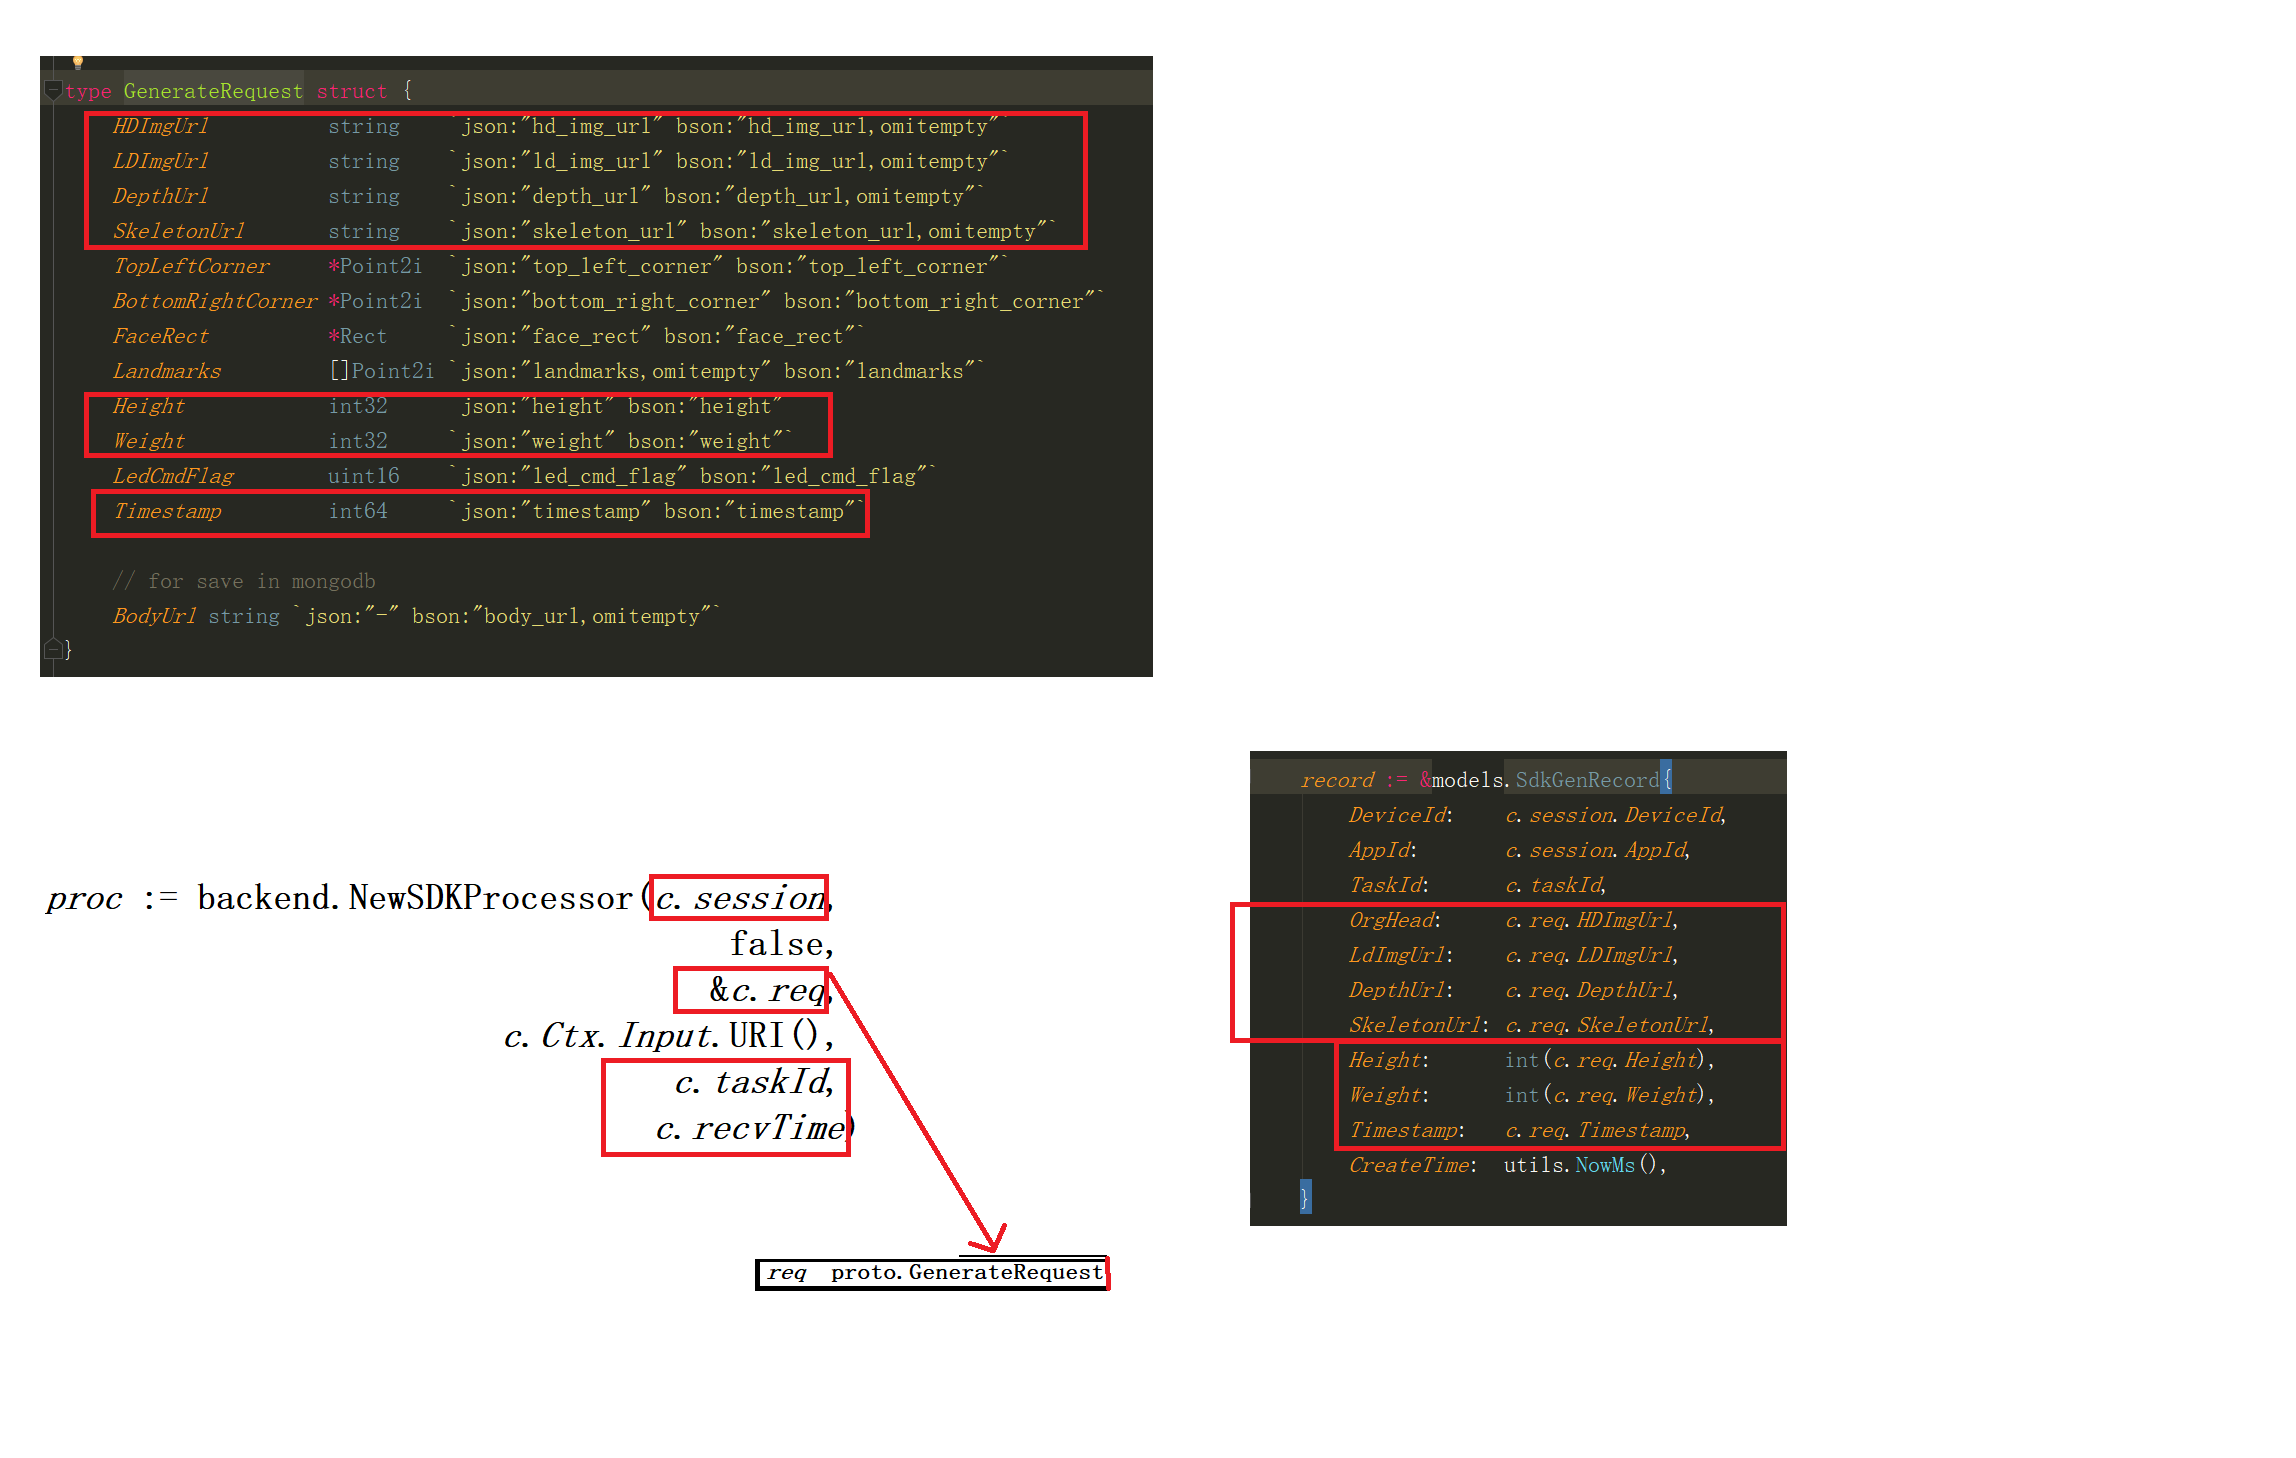 type GenerateRequest struct {
HDImgUrl string `json:"hd_img_url" bson:"hd_img_url,omitempty"`
LDImgUrl string `json:"ld_img_url" bson:"ld_img_url,omitempty"`
DepthUrl string `json:"depth_url" bson:"depth_url,omitempty"`
SkeletonUrl string `json:"skeleton_url" bson:"skeleton_url,omitempty"`
TopLeftCorner *Point2i `json:"top_left_corner" bson:"top_left_corner"`
BottomRightCorner *Point2i `json:"bottom_right_corner" bson:"bottom_right_corner"`
FaceRect *Rect `json:"face_rect" bson:"face_rect"`
Landmarks []Point2i `json:"landmarks,omitempty" bson:"landmarks"`
Height int32 json:"height" bson:"height"
Weight int32 `json:"weight" bson:"weight"`
LedCmdFlag uint16 `json:"led_cmd_flag" bson:"led_cmd_flag"`
Timestamp int64 `json:"timestamp" bson:"timestamp"`
// for save in mongodb
BodyUrl string `json:"-" bson:"body_url,omitempty"`
}
proc := backend.NewSDKProcessor(c.session,
false,
&c.req,
c.Ctx.Input.URI(),
c.taskId,
c.recvTime)
req proto.GenerateRequest
record := &models.SdkGenRecord{
DeviceId: c.session.DeviceId,
AppId: c.session.AppId,
TaskId: c.taskId,
OrgHead: c.req.HDImgUrl,
LdImgUrl: c.req.LDImgUrl,
DepthUrl: c.req.DepthUrl,
SkeletonUrl: c.req.SkeletonUrl,
Height: int(c.req.Height),
Weight: int(c.req.Weight),
Timestamp: c.req.Timestamp,
CreateTime: utils.NowMs(),
}